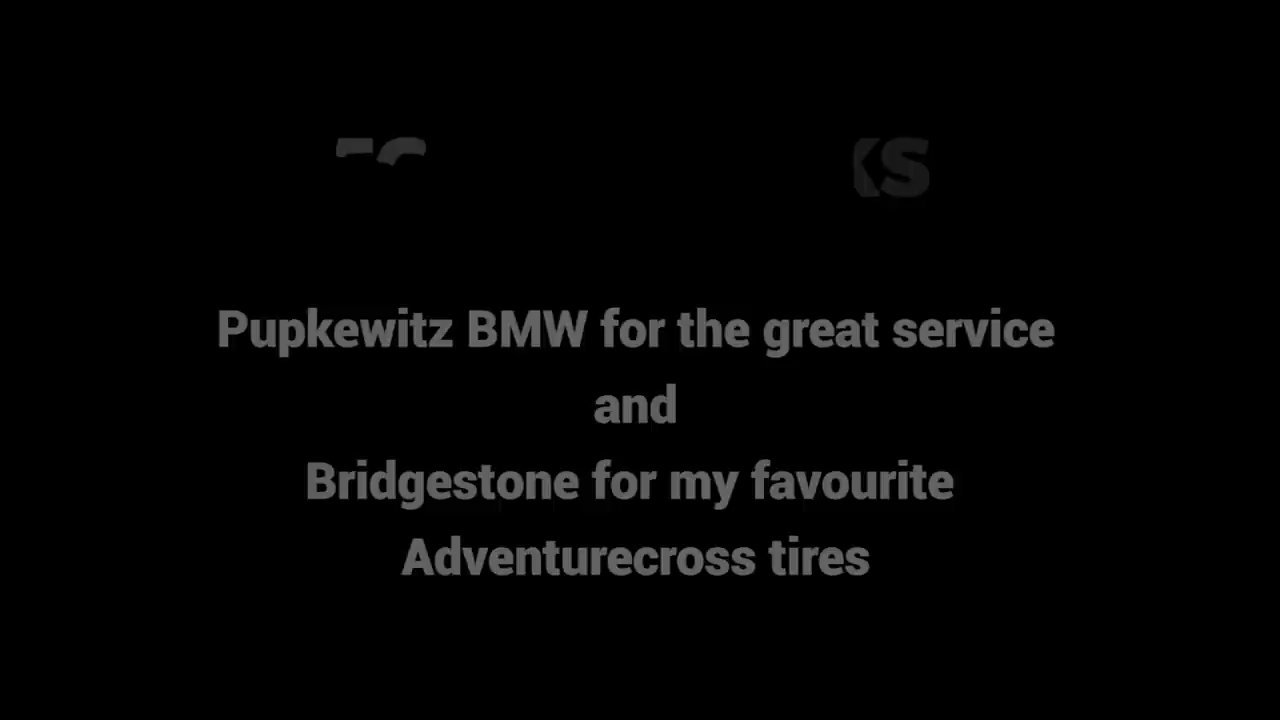 Pupkewitz BMW for the great service
and
Bridgestone for my favourite
Adventurecross tires